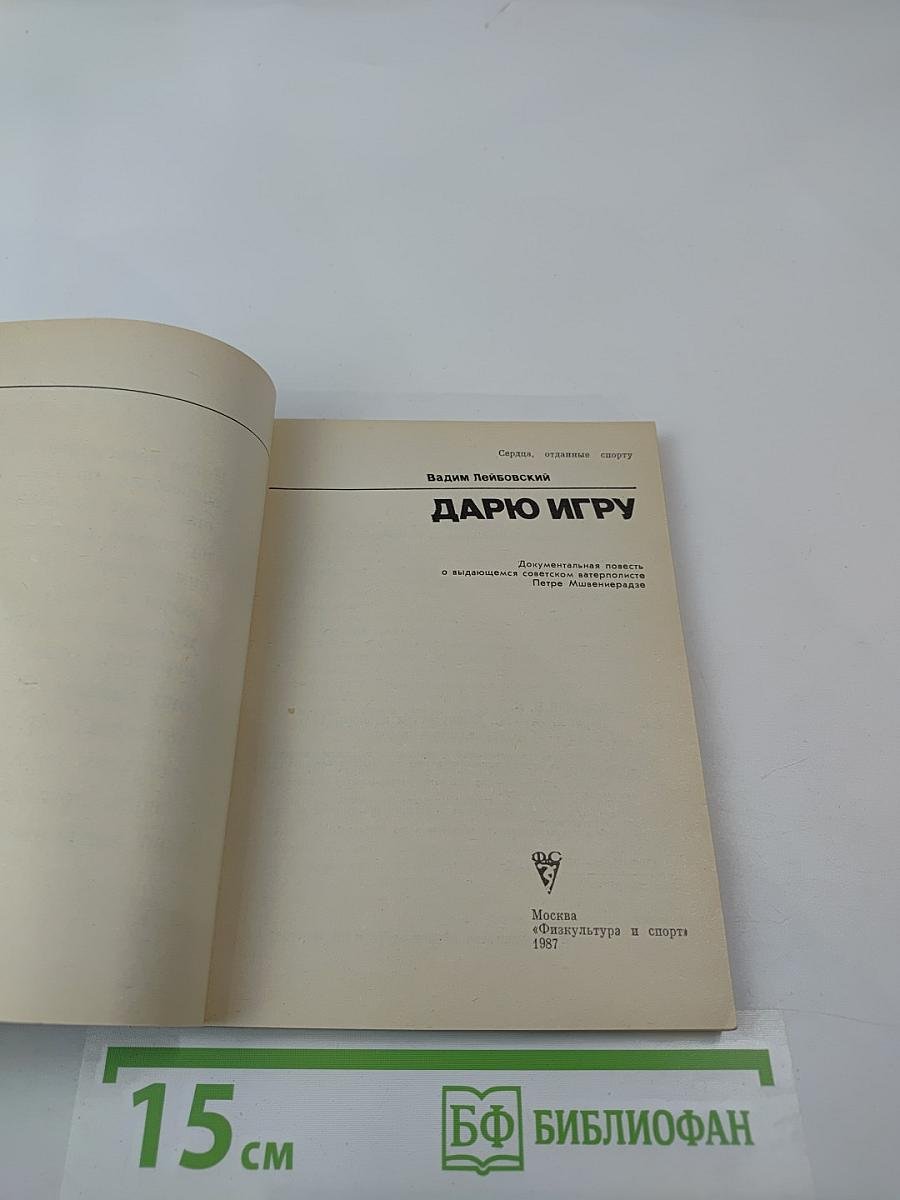 Сердца, отданные спорту
Вадим Лейбовский
ДАРЮ ИГРУ
Документальная повесть
о выдающемся советском ватерполисте
Петре Мшвениерадзе
ФиС
Москва
«Физкультура и спорт»
1987
15 см
БФ БИБЛИОФАН